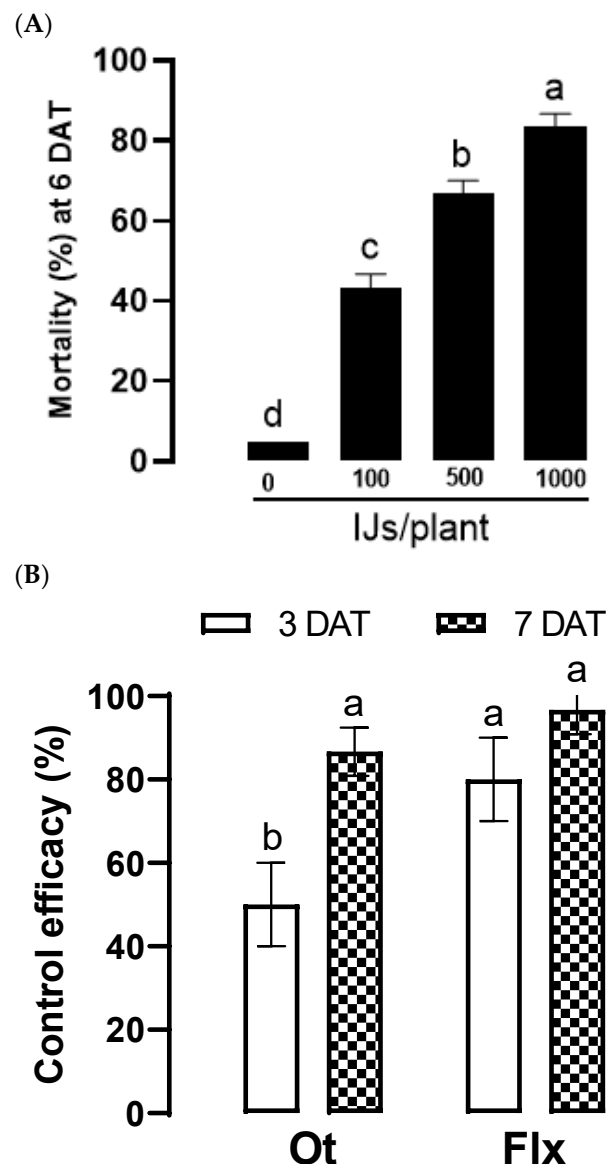 (A)
Mortality (%) at 6 DAT
100
80
60
40
20
0
d
c
b
a
0 100 500 1000
IJs/plant
(B)
3 DAT 7 DAT
Control efficacy (%)
100
80
60
40
20
0
b
a
a
a
Ot Flx